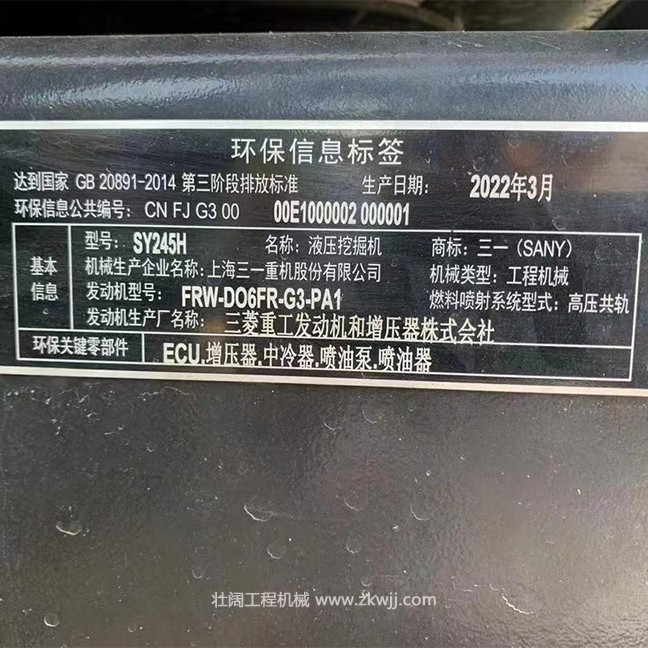 环保信息标签
达到国家 GB 20891-2014 第三阶段排放标准 生产日期: 2022年3月
环保信息公共编号: CN FJ G3 00 00E1000002 000001
基本信息
型号: SY245H 名称: 液压挖掘机 商标: 三一 (SANY)
机械生产企业名称: 上海三一重机股份有限公司 机械类型: 工程机械
发动机型号: FRW-DO6FR-G3-PA1 燃料喷射系统型式: 高压共轨
发动机生产厂名称: 三菱重工发动机和增压器株式会社
环保关键零部件 ECU.增压器.中冷器.喷油泵.喷油器
壮阔工程机械 www.zkwjj.com